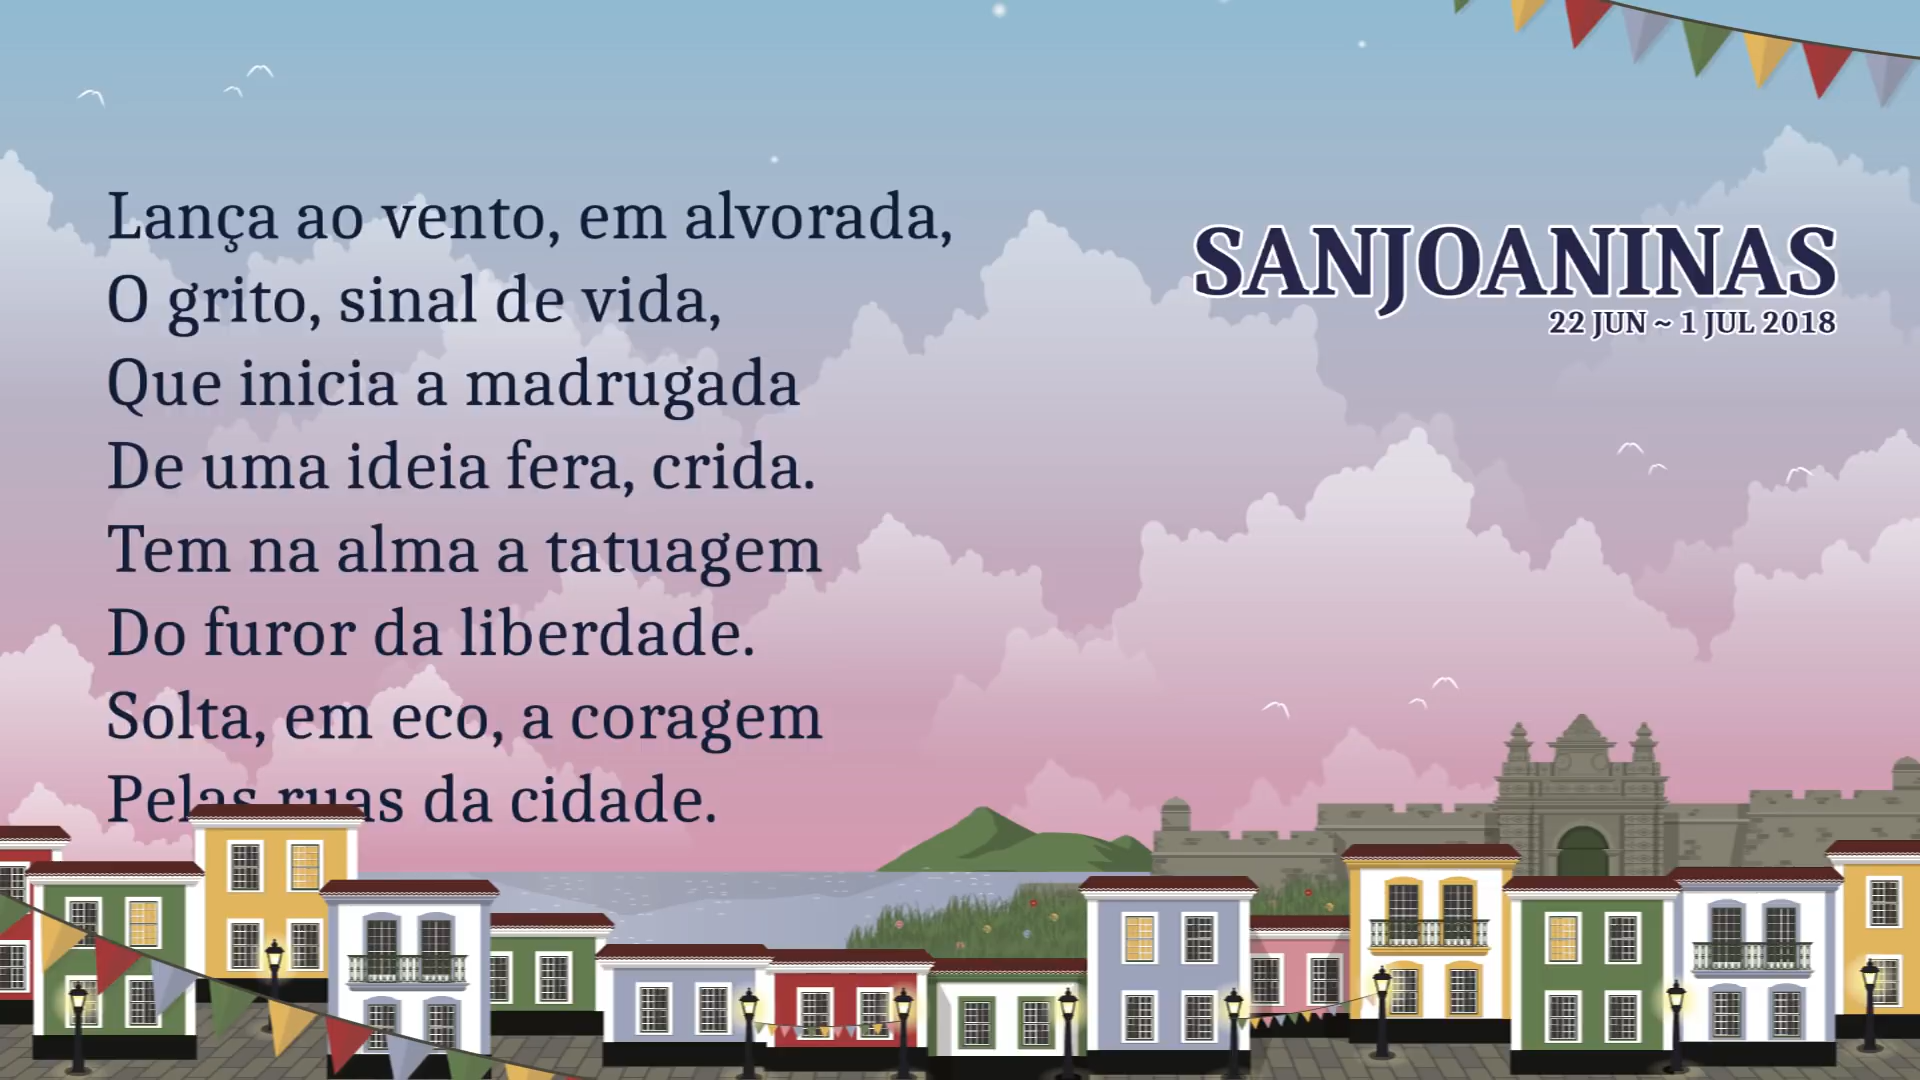 Lança ao vento, em alvorada,
O grito, sinal de vida,
Que inicia a madrugada
De uma ideia fera, crida.
Tem na alma a tatuagem
Do furor da liberdade.
Solta, em eco, a coragem
Pelas ruas da cidade.
SANJOANINAS
22 JUN ~ 1 JUL 2018